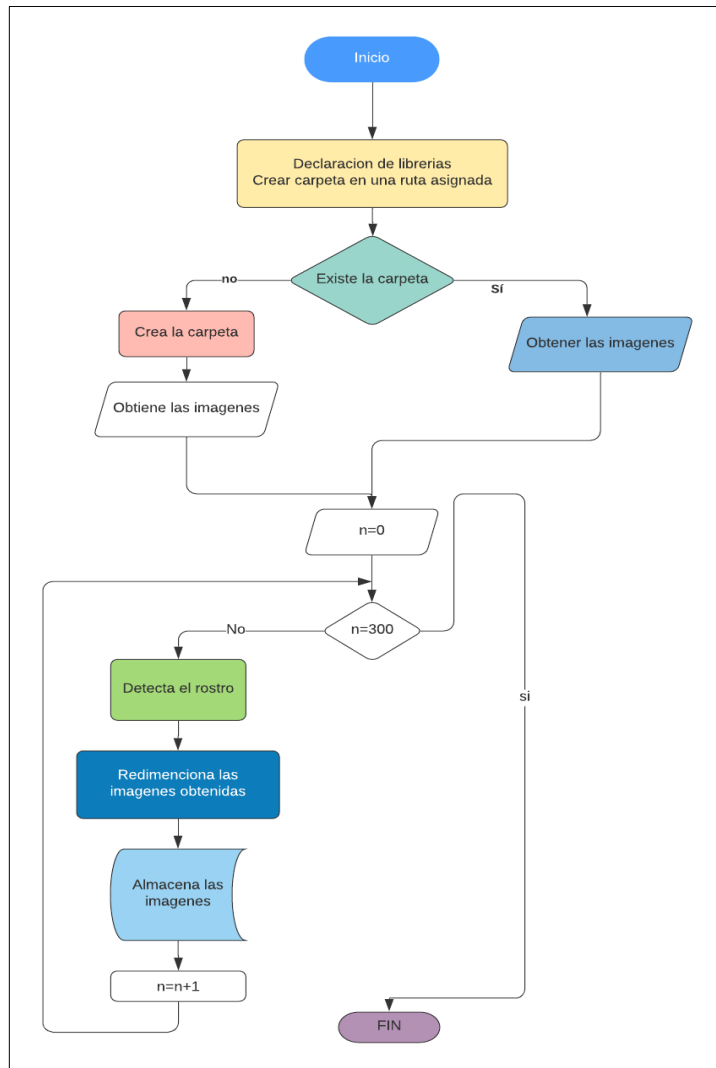 Inicio
Declaracion de librerias
Crear carpeta en una ruta asignada
Existe la carpeta
no
Sí
Crea la carpeta
Obtener las imagenes
Obtiene las imagenes
n=0
n=300
No
Detecta el rostro
si
Redimenciona las
imagenes obtenidas
Almacena las
imagenes
n=n+1
FIN